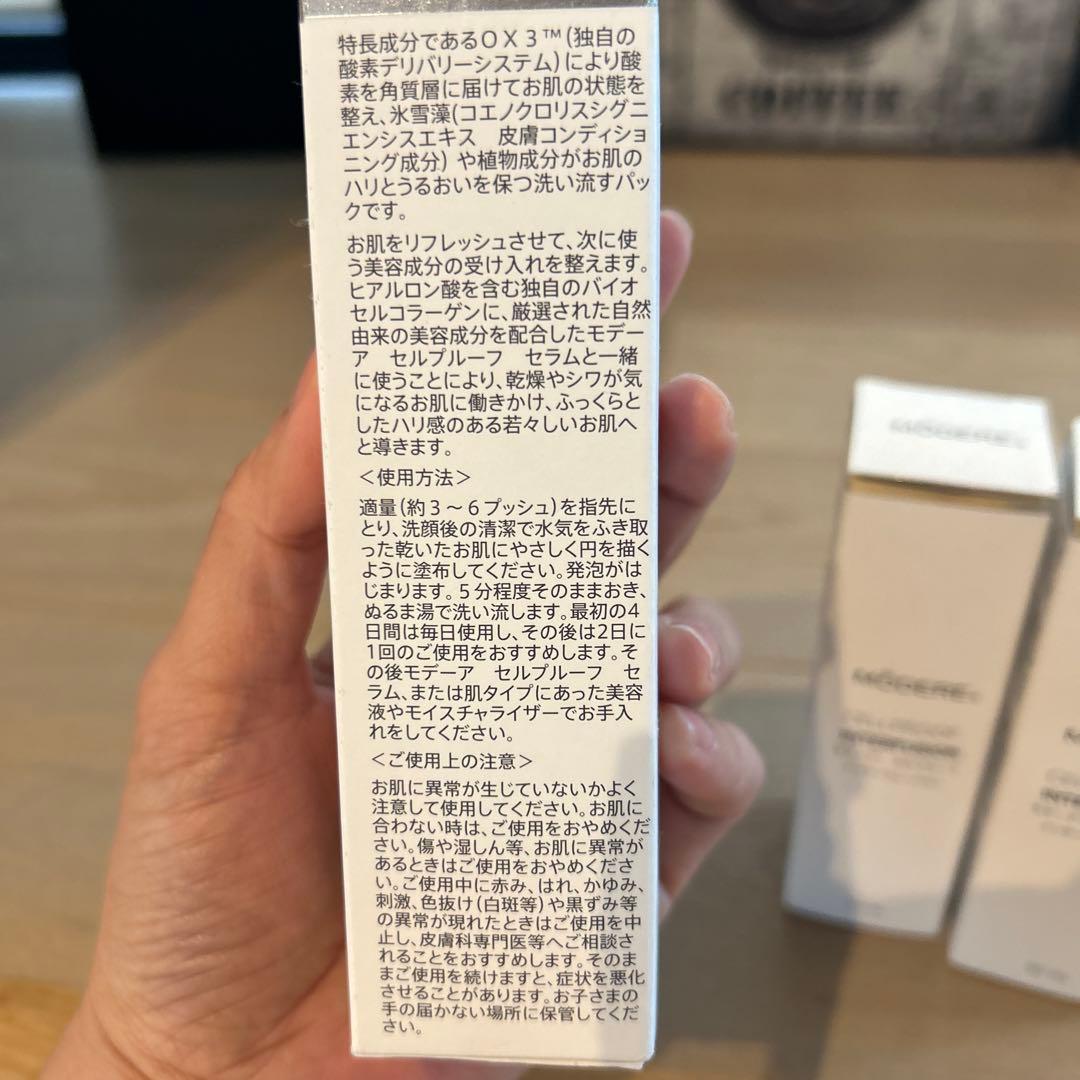 特長成分であるOX3™(独自の
酸素デリバリーシステム)により酸
素を角質層に届けてお肌の状態を
整え、氷雪藻(コエノクロリスシグニ
エンシスエキス　皮膚コンディショ
ニング成分) や植物成分がお肌の
ハリとうるおいを保つ洗い流すパッ
クです。
お肌をリフレッシュさせて、次に使
う美容成分の受け入れを整えます。
ヒアルロン酸を含む独自のバイオ
セルコラーゲンに、厳選された自然
由来の美容成分を配合したモデー
ア　セルプルーフ　セラムと一緒
に使うことにより、乾燥やシワが気
になるお肌に働きかけ、ふっくらと
したハリ感のある若々しいお肌へ
と導きます。
＜使用方法＞
適量(約3～6プッシュ)を指先に
とり、洗顔後の清潔で水気をふき取
った乾いたお肌にやさしく円を描く
ように塗布してください。発泡がは
じまります。5分程度そのままおき、
ぬるま湯で洗い流します。最初の4
日間は毎日使用し、その後は2日に
1回のご使用をおすすめします。そ
の後モデーア　セルプルーフ　セ
ラム、または肌タイプにあった美容
液やモイスチャライザーでお手入
れをしてください。
＜ご使用上の注意＞
お肌に異常が生じていないかよく
注意して使用してください。お肌に
合わない時は、ご使用をおやめくだ
さい。傷や湿しん等、お肌に異常が
あるときはご使用をおやめくださ
い。ご使用中に赤み、はれ、かゆみ、
刺激、色抜け(白斑等)や黒ずみ等
の異常が現れたときはご使用を中
止し、皮膚科専門医等へご相談さ
れることをおすすめします。そのま
まご使用を続けますと、症状を悪化
させることがあります。お子さまの
手の届かない場所に保管してくだ
さい。
MODERE
MODERE
COFFEE